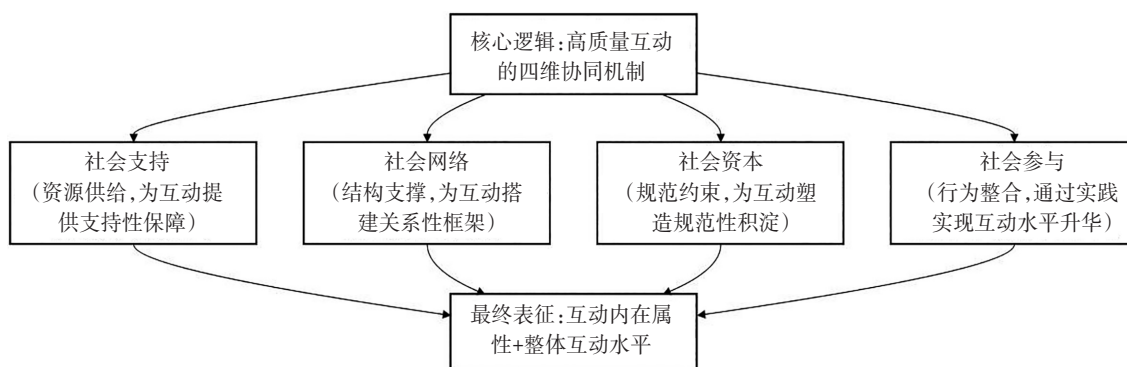 核心逻辑:高质量互动
的四维协同机制
社会支持
(资源供给,为互动提
供支持性保障)
社会网络
(结构支撑,为互动搭
建关系性框架)
社会资本
(规范约束,为互动塑
造规范性积淀)
社会参与
(行为整合,通过实践
实现互动水平升华)
最终表征:互动内在属
性+整体互动水平